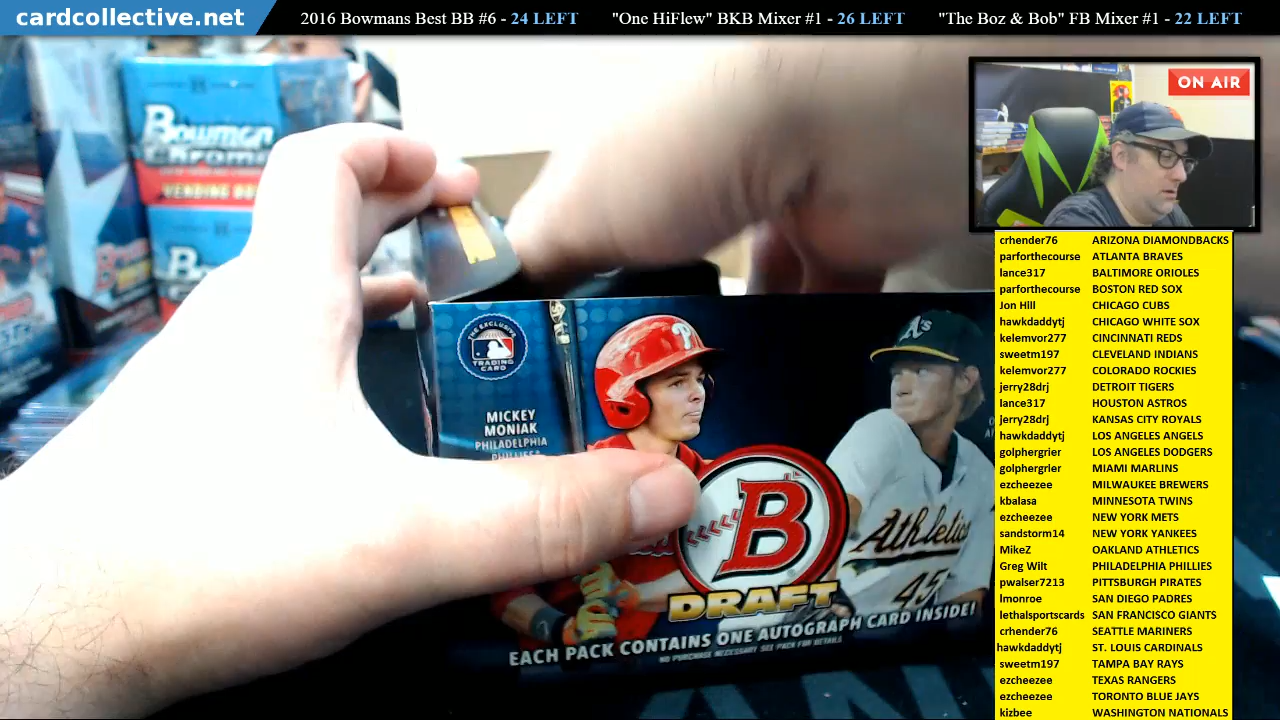 cardcollective.net
2016 Bowmans Best BB #6 - 24 LEFT "One HiFlew" BKB Mixer #1 - 26 LEFT "The Boz & Bob" FB Mixer #1 - 22 LEFT
ON AIR
Bowman
Chrome
VENDING
THE EXCLUSIVE
TRADING
CARD
MICKEY
MONIAK
PHILADELPHIA
PHILLIES
A's
P
Athletics
45
B
DRAFT
EACH PACK CONTAINS ONE AUTOGRAPH CARD INSIDE!
NO PURCHASE NECESSARY SEE PACK FOR DETAILS
crhender76 ARIZONA DIAMONDBACKS
parforthecourse ATLANTA BRAVES
lance317 BALTIMORE ORIOLES
parforthecourse BOSTON RED SOX
Jon Hill CHICAGO CUBS
hawkdaddytj CHICAGO WHITE SOX
kelemvor277 CINCINNATI REDS
sweetm197 CLEVELAND INDIANS
kelemvor277 COLORADO ROCKIES
jerry28drj DETROIT TIGERS
lance317 HOUSTON ASTROS
jerry28drj KANSAS CITY ROYALS
hawkdaddytj LOS ANGELES ANGELS
golphergrier LOS ANGELES DODGERS
golphergrier MIAMI MARLINS
ezcheezee MILWAUKEE BREWERS
kbalasa MINNESOTA TWINS
ezcheezee NEW YORK METS
sandstorm14 NEW YORK YANKEES
MikeZ OAKLAND ATHLETICS
Greg Wilt PHILADELPHIA PHILLIES
pwalser7213 PITTSBURGH PIRATES
lmonroe SAN DIEGO PADRES
lethalsportscards SAN FRANCISCO GIANTS
crhender76 SEATTLE MARINERS
hawkdaddytj ST. LOUIS CARDINALS
sweetm197 TAMPA BAY RAYS
ezcheezee TEXAS RANGERS
ezcheezee TORONTO BLUE JAYS
kizbee WASHINGTON NATIONALS